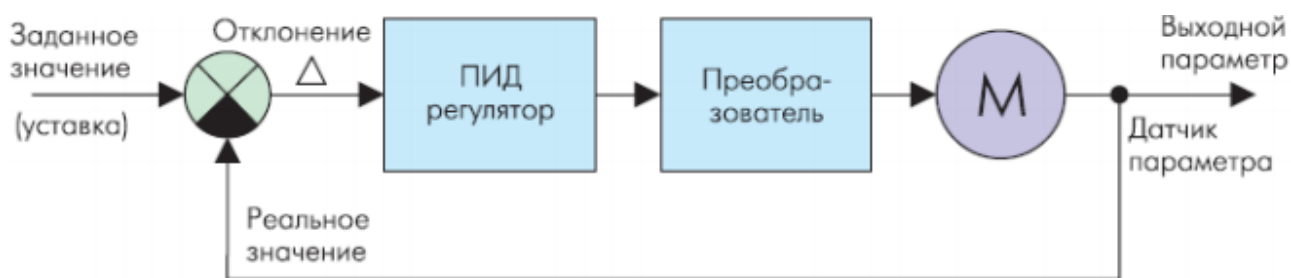 Заданное
значение
(уставка)
Отклонение
△
ПИД
регулятор
Преобра-
зователь
М
Выходной
параметр
Датчик
параметра
Реальное
значение